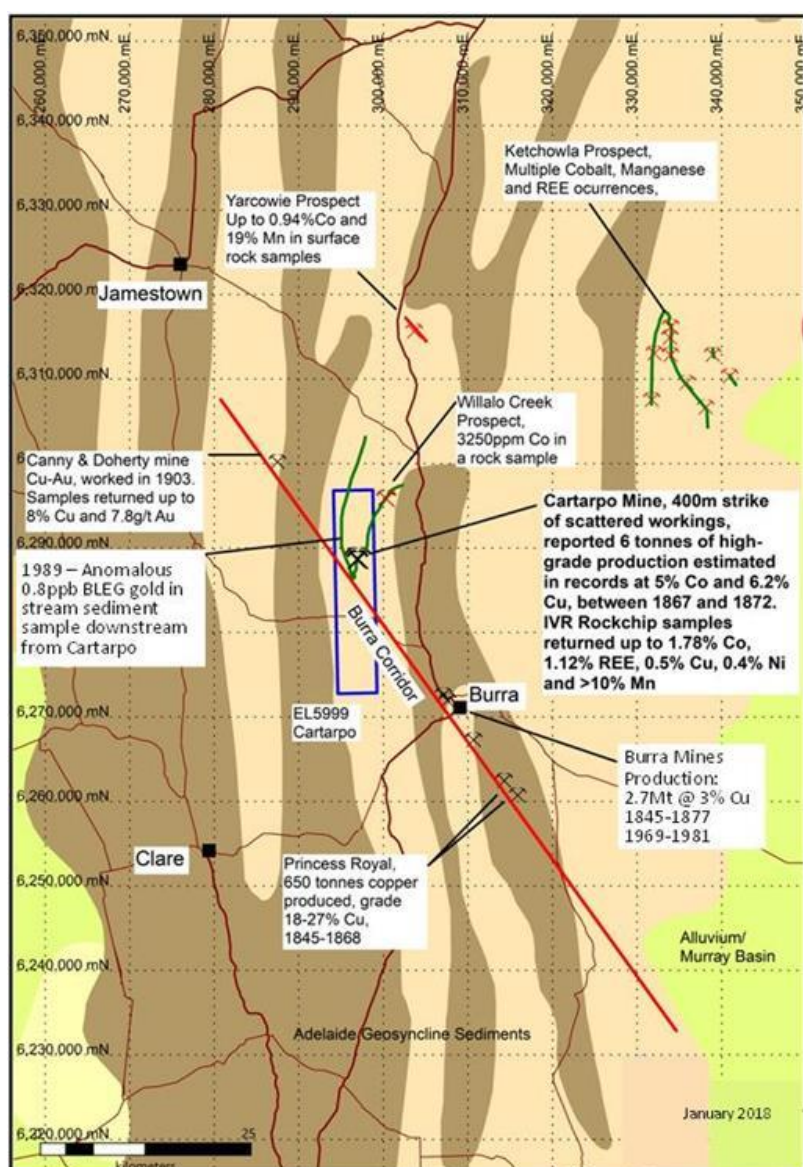 6,350,000 mN
260,000 mE
270,000 mE
280,000 mE
290,000 mE
300,000 mE
310,000 mE
320,000 mE
330,000 mE
340,000 mE
6,340,000 mN
Ketchowla Prospect,
Multiple Cobalt, Manganese
and REE ocurrences,
6,330,000 mN
Yarcowie Prospect
Up to 0.94%Co and
19% Mn in surface
rock samples
6,320,000 mN
Jamestown
6,310,000 mN
Willalo Creek
Prospect,
3250ppm Co in
a rock sample
Canny & Doherty mine
Cu-Au, worked in 1903.
Samples returned up to
8% Cu and 7.8g/t Au
Cartarpo Mine, 400m strike
of scattered workings,
reported 6 tonnes of high-
grade production estimated
in records at 5% Co and 6.2%
Cu, between 1867 and 1872.
IVR Rockchip samples
returned up to 1.78% Co,
1.12% REE, 0.5% Cu, 0.4% Ni
and >10% Mn
6,290,000 mN
1989 – Anomalous
0.8ppb BLEG gold in
stream sediment
sample downstream
from Cartarpo
Burra Corridor
EL5999
Cartarpo
Burra
6,270,000 mN
Burra Mines
Production:
2.7Mt @ 3% Cu
1845-1877
1969-1981
6,260,000 mN
Clare
Princess Royal,
650 tonnes copper
produced, grade
18-27% Cu,
1845-1868
6,250,000 mN
Alluvium/
Murray Basin
6,240,000 mN
Adelaide Geosyncline Sediments
6,230,000 mN
January 2018
25